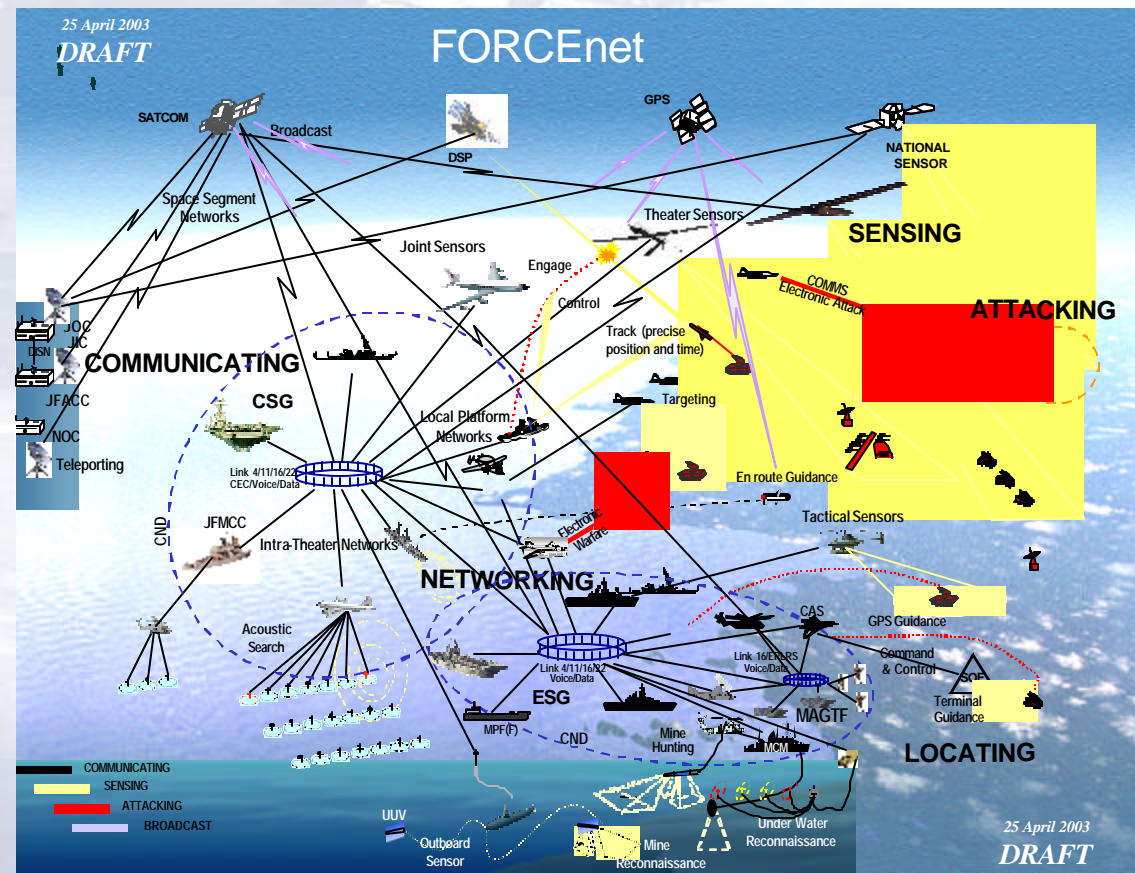 25 April 2003
DRAFT
FORCEnet
SATCOM
Broadcast
DSP
GPS
NATIONAL
SENSOR
Space Segment
Networks
Theater Sensors
SENSING
Joint Sensors
Engage
Control
COMMS
Electronic Attack
ATTACKING
JOC
JIC
DISN
COMMUNICATING
Track (precise
position and time)
JFACC
CSG
Targeting
Local Platform
Networks
NOC
Teleporting
Link 4/11/16/22
CEC/Voice/Data
En route Guidance
CND
JFMCC
Intra-Theater Networks
Electronic
Warfare
Tactical Sensors
NETWORKING
CAS
GPS Guidance
Acoustic
Search
Link 4/11/16/22
Voice/Data
Link 16/EPLRS
Voice/Data
Command
& Control
SOF
Terminal
Guidance
ESG
MAGTF
MPF(F)
CND
Mine
Hunting
MCM
LOCATING
COMMUNICATING
SENSING
ATTACKING
BROADCAST
UUV
Outboard
Sensor
Mine
Reconnaissance
Under Water
Reconnaissance
25 April 2003
DRAFT